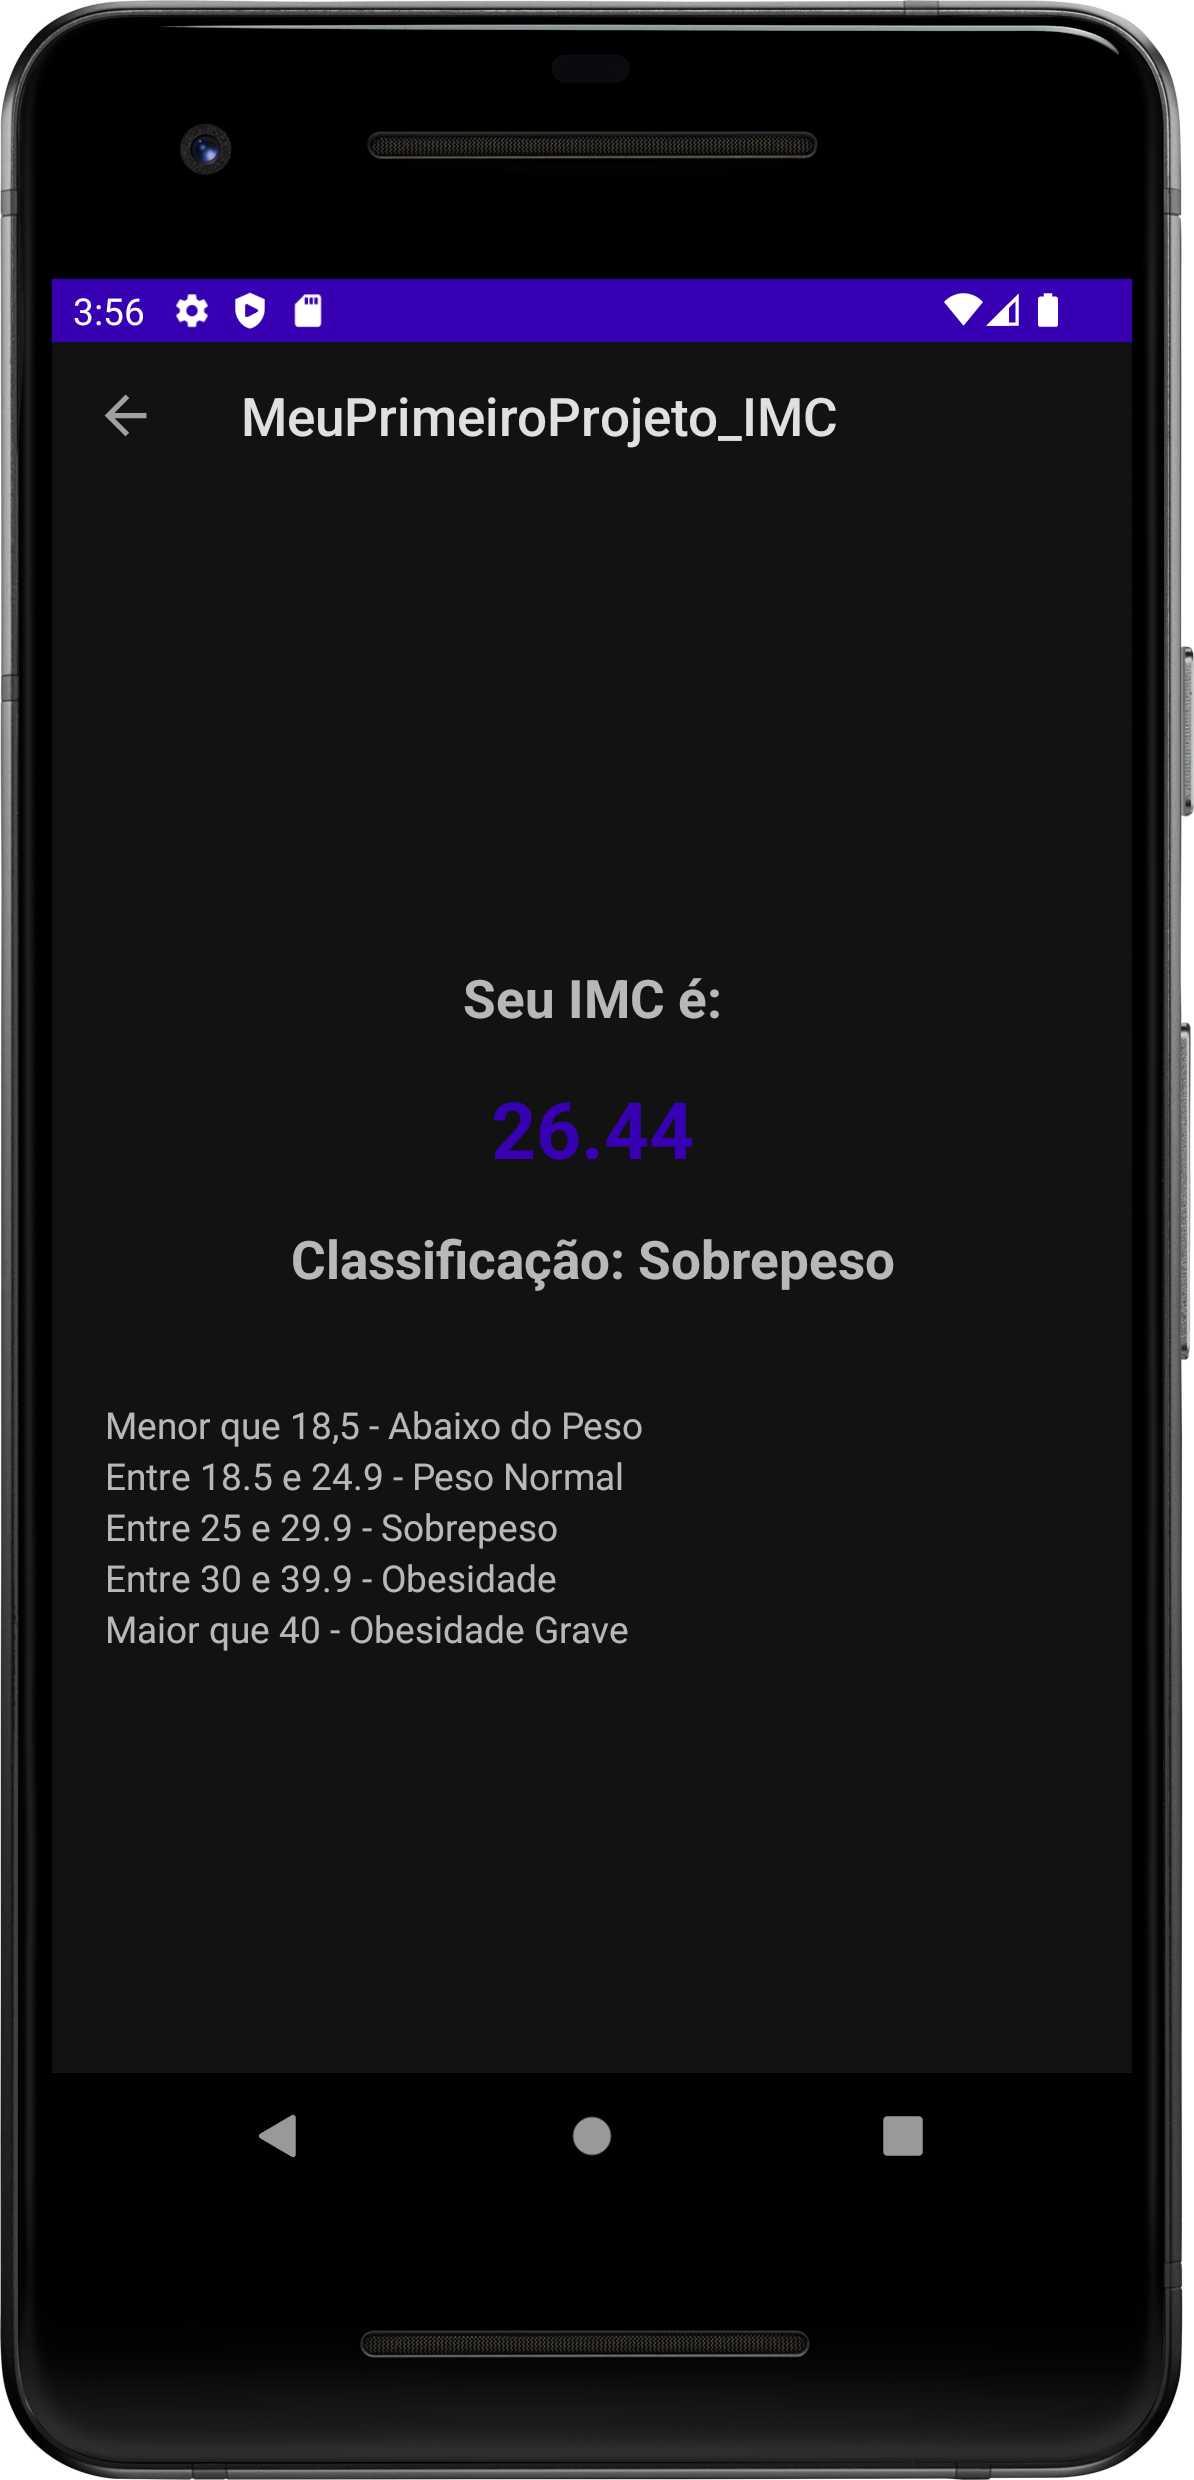 3:56
MeuPrimeiroProjeto_IMC
Seu IMC é:
26.44
Classificação: Sobrepeso
Menor que 18,5 - Abaixo do Peso
Entre 18.5 e 24.9 - Peso Normal
Entre 25 e 29.9 - Sobrepeso
Entre 30 e 39.9 - Obesidade
Maior que 40 - Obesidade Grave